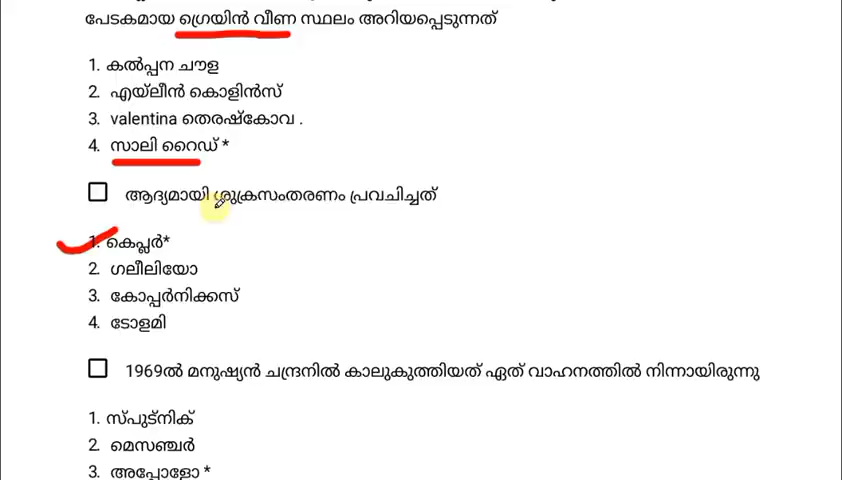 പേടകമായ ഗ്രെയിൻ വീണ സ്ഥലം അറിയപ്പെടുന്നത്
1. കൽപ്പന ചൗള
2. എയ്‌ലീൻ കൊളിൻസ്
3. valentina തെരഷ്കോവ .
4. സാലി റൈഡ് *
ആദ്യമായി ശുക്രസംതരണം പ്രവചിച്ചത്
1. കെപ്ലർ*
2. ഗലീലിയോ
3. കോപ്പർനിക്കസ്
4. ടോളമി
1969ൽ മനുഷ്യൻ ചന്ദ്രനിൽ കാലുകുത്തിയത് ഏത് വാഹനത്തിൽ നിന്നായിരുന്നു
1. സ്പുട്നിക്
2. മെസഞ്ചർ
3. അപ്പോളോ *